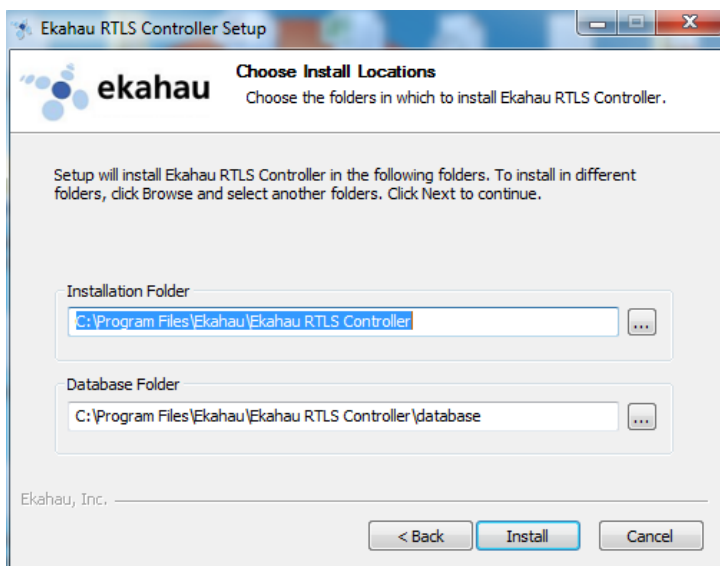 Ekahau RTLS Controller Setup
ekahau
Choose Install Locations
Choose the folders in which to install Ekahau RTLS Controller.
Setup will install Ekahau RTLS Controller in the following folders. To install in different
folders, click Browse and select another folders. Click Next to continue.
Installation Folder
C:\Program Files\Ekahau\Ekahau RTLS Controller
...
Database Folder
C:\Program Files\Ekahau\Ekahau RTLS Controller\database
...
Ekahau, Inc.
< Back
Install
Cancel